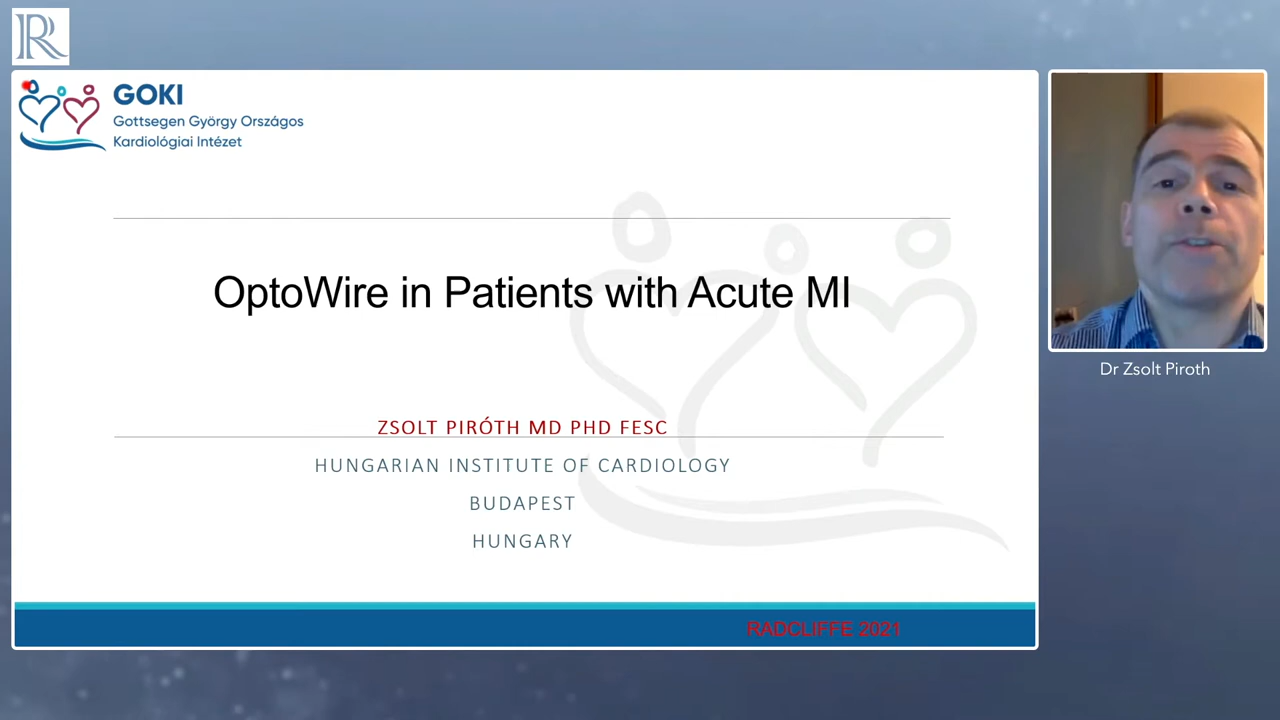 R
GOKI
Gottsegen György Országos
Kardiológiai Intézet
OptoWire in Patients with Acute MI
ZSOLT PIRÓTH MD PHD FESC
HUNGARIAN INSTITUTE OF CARDIOLOGY
BUDAPEST
HUNGARY
RADCLIFFE 2021
Dr Zsolt Piroth